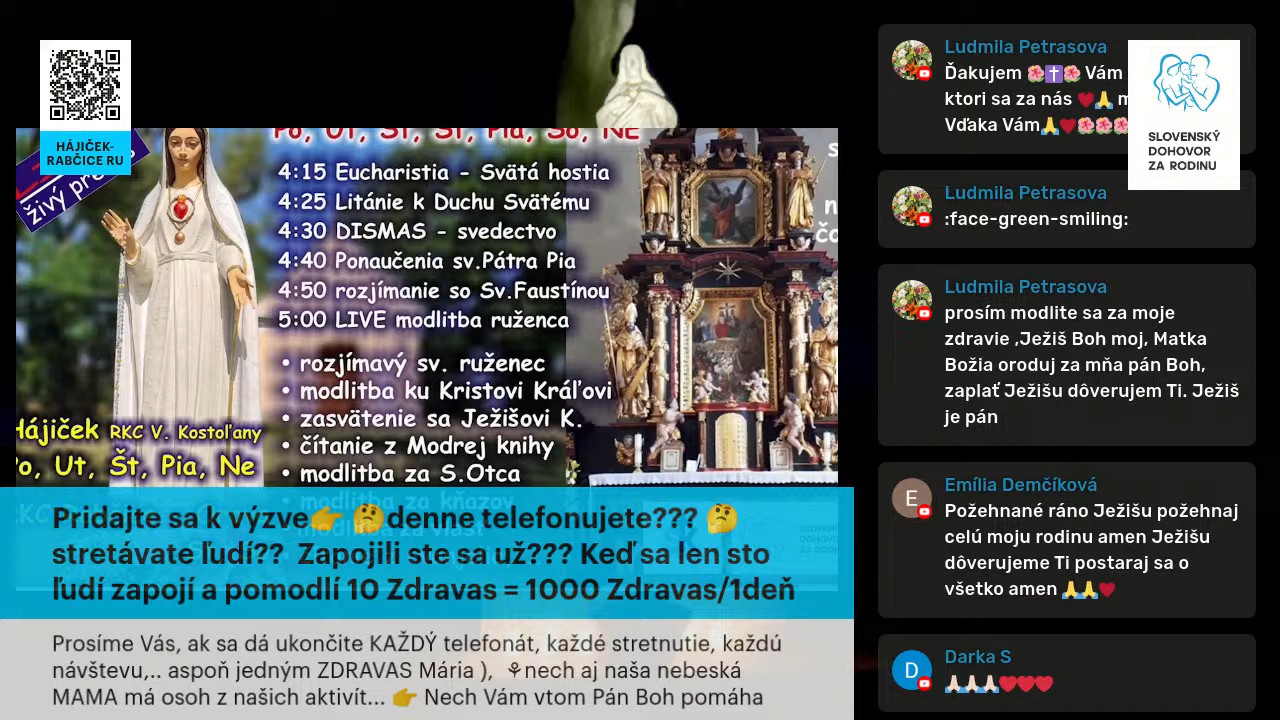 HÁJIČEK-
RABČICE RU
živý pre
Po, Ut, St, Št, Pia, So, NE
4:15 Eucharistia - Svätá hostia
4:25 Litánie k Duchu Svätému
4:30 DISMAS - svedectvo
4:40 Ponaučenia sv.Pátra Pia
4:50 rozjímanie so Sv.Faustínou
5:00 LIVE modlitba ruženca
• rozjímavý sv. ruženec
• modlitba ku Kristovi Kráľovi
• zasvätenie sa Ježišovi K.
• čítanie z Modrej knihy
• modlitba za S.Otca
• modlitba za kňazov
Hájiček RKC V. Kostoľany
Po, Ut, Št, Pia, Ne
Pridajte sa k výzve👉 🤔denne telefonujete??? 🤔
stretávate ľudí?? Zapojili ste sa už??? Keď sa len sto
ľudí zapojí a pomodlí 10 Zdravas = 1000 Zdravas/1deň
Prosíme Vás, ak sa dá ukončite KAŽDÝ telefonát, každé stretnutie, každú
návštevu,.. aspoň jedným ZDRAVAS Mária ), ⚘nech aj naša nebeská
MAMA má osoh z našich aktivít... 👉 Nech Vám vtom Pán Boh pomáha
Ludmila Petrasova
Ďakujem 🌺✝️🌺 Vám
ktori sa za nás ♥️🙏
Vďaka Vám🙏♥️🌺🌺🌺
SLOVENSKÝ
DOHOVOR
ZA RODINU
Ludmila Petrasova
:face-green-smiling:
Ludmila Petrasova
prosím modlite sa za moje
zdravie ,Ježiš Boh moj, Matka
Božia oroduj za mňa pán Boh,
zaplať Ježišu dôverujem Ti. Ježiš
je pán
E
Emília Demčíková
Požehnané ráno Ježišu požehnaj
celú moju rodinu amen Ježišu
dôverujeme Ti postaraj sa o
všetko amen 🙏🙏♥️
D
Darka S
🙏🏻🙏🏻🙏🏻♥️♥️♥️